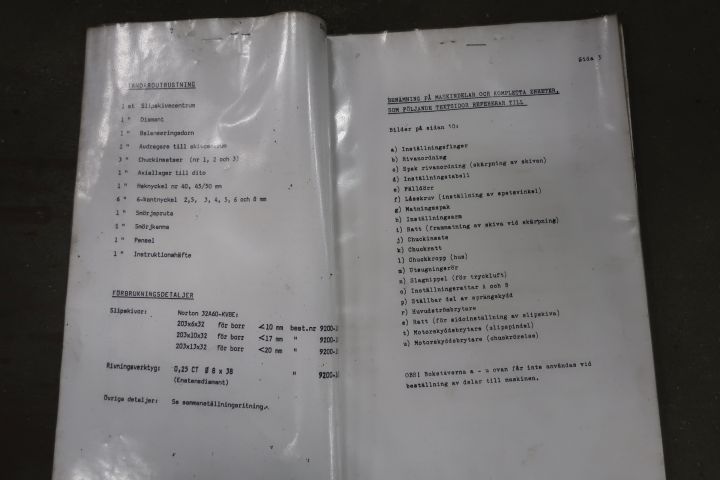 STANDARDUTRUSTNING
1 st Slipskivecentrum
1 " Diamant
1 " Balanseringsdorn
1 " Avdragare till skivcentrum
3 " Chuckinsatser (nr 1, 2 och 3)
1 " Axiallager till dito
1 " Haknyckel nr 40, 45/50 mm
6 " 6-kantnyckel 2,5, 3, 4, 5, 6 och 8 mm
1 " Smörjspruta
1 " Smörjkanna
1 " Pensel
1 " Instruktionshäfte
FÖRBRUKNINGSDETALJER
Slipskivor: Norton 32A60-KVBE:
203x6x32 för borr <10 mm best.nr 9200-
203x10x32 för borr <17 mm " 9200-
203x13x32 för borr <20 mm " 9200-
Rivningsverktyg: 0,25 CT Ø 8 x 38 " 9200-
(Enstensdiamant)
Övriga detaljer: Se sammanställningsritning.
Sida 3
BENÄMNING PÅ MASKINDELAR OCH KOMPLETTA ENHETER,
SOM FÖLJANDE TEXTSIDOR REFERERAR TILL
Bilder på sidan 10:
a) Inställningsfinger
b) Rivanordning
c) Spak rivanordning (skärpning av skivan)
d) Inställningstabell
e) Fälldörr
f) Låsskruv (inställning av spetsvinkel)
g) Matningsspak
h) Inställningsarm
i) Ratt (frammatning av skiva vid skärpning)
j) Chuckinsats
k) Chuckratt
l) Chuckkropp (hus)
m) Utsugningsrör
n) Slagnippel (för tryckluft)
o) Inställningsrattar A och B
p) Ställbar del av sprängskydd
r) Huvudströmbrytare
s) Ratt (för sidoinställning av slipskiva)
t) Motorskyddsbrytare (slipspindel)
u) Motorskyddsbrytare (chuckrörelse)
OBS! Bokstäverna a - u ovan får inte användas vid
beställning av delar till maskinen.